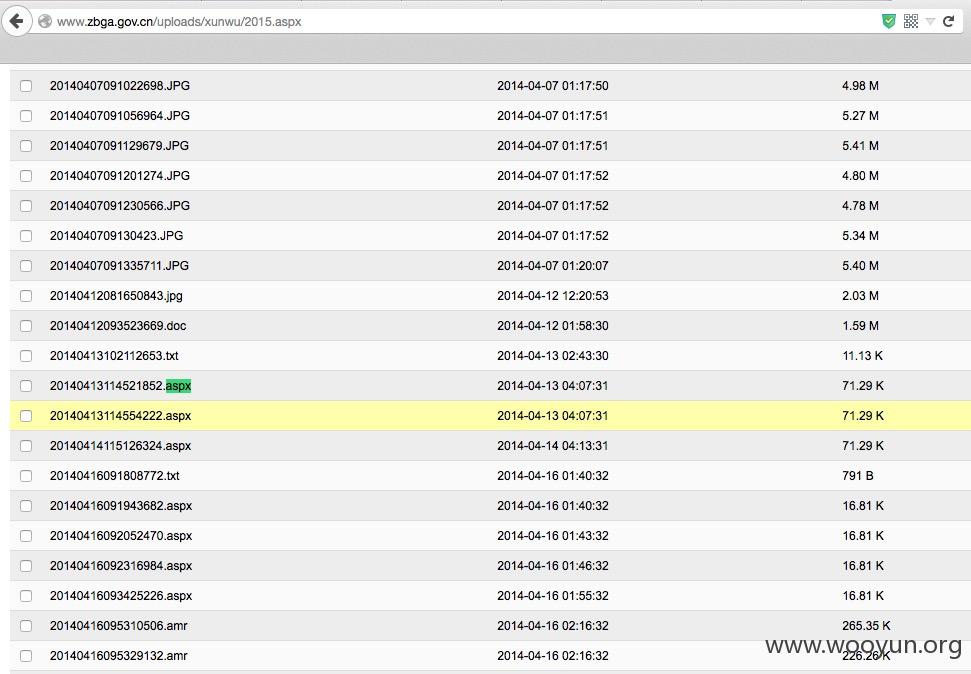 www.zbga.gov.cn/uploads/xunwu/2015.aspx
20140407091022698.JPG 2014-04-07 01:17:50 4.98 M
20140407091056964.JPG 2014-04-07 01:17:51 5.27 M
20140407091129679.JPG 2014-04-07 01:17:51 5.41 M
20140407091201274.JPG 2014-04-07 01:17:52 4.80 M
20140407091230566.JPG 2014-04-07 01:17:52 4.78 M
2014040709130423.JPG 2014-04-07 01:17:52 5.34 M
20140407091335711.JPG 2014-04-07 01:20:07 5.40 M
20140412081650843.jpg 2014-04-12 12:20:53 2.03 M
20140412093523669.doc 2014-04-12 01:58:30 1.59 M
20140413102112653.txt 2014-04-13 02:43:30 11.13 K
20140413114521852.aspx 2014-04-13 04:07:31 71.29 K
20140413114554222.aspx 2014-04-13 04:07:31 71.29 K
20140414115126324.aspx 2014-04-14 04:13:31 71.29 K
20140416091808772.txt 2014-04-16 01:40:32 791 B
20140416091943682.aspx 2014-04-16 01:40:32 16.81 K
20140416092052470.aspx 2014-04-16 01:43:32 16.81 K
20140416092316984.aspx 2014-04-16 01:46:32 16.81 K
20140416093425226.aspx 2014-04-16 01:55:32 16.81 K
20140416095310506.amr 2014-04-16 02:16:32 265.35 K
20140416095329132.amr 2014-04-16 02:16:32 226.26 K
www.wooyun.org